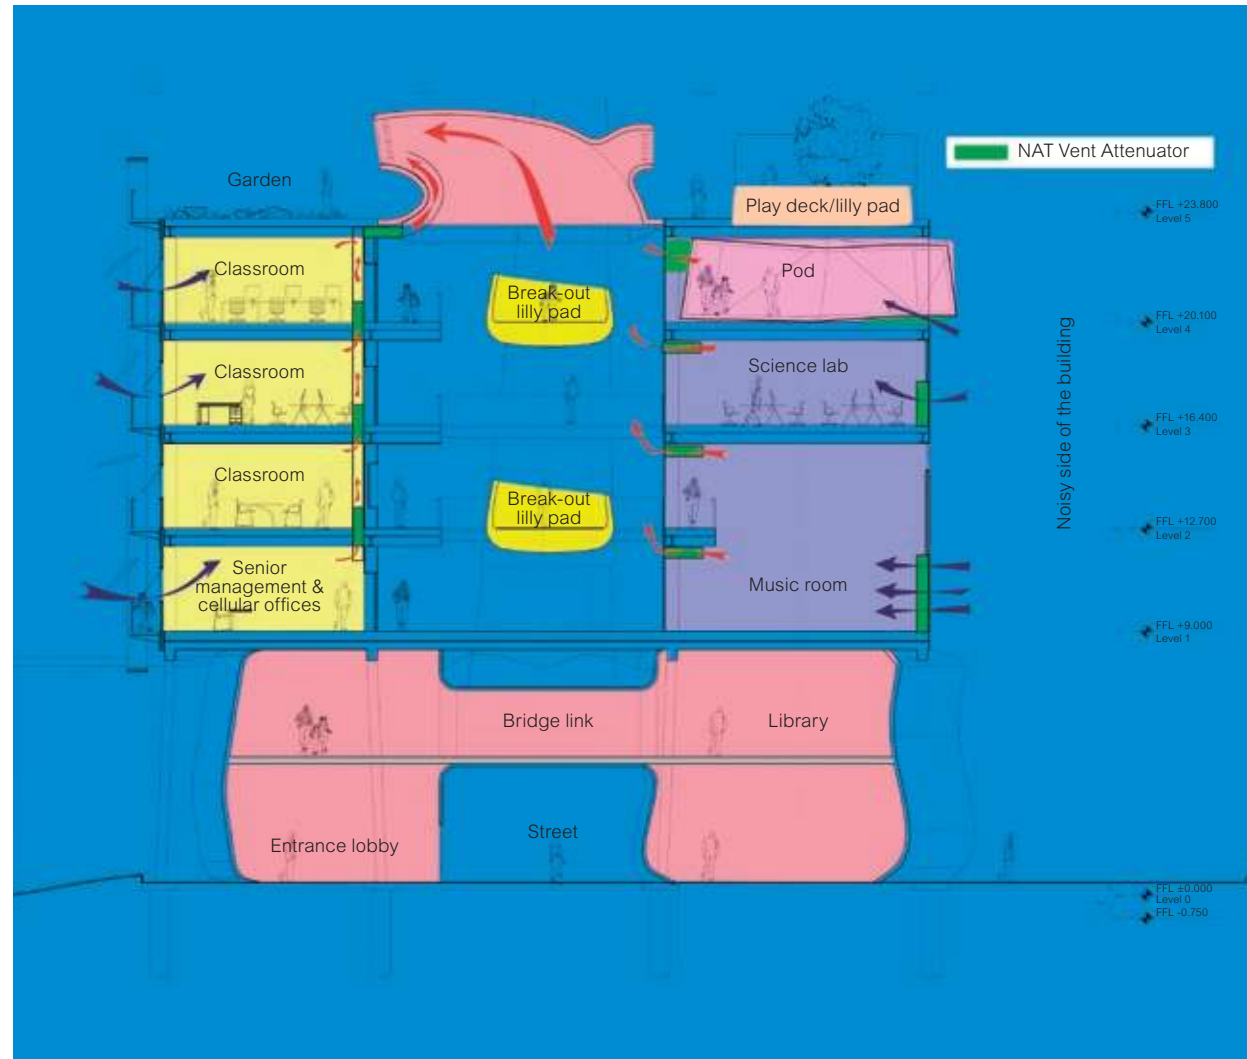 NAT Vent Attenuator
Garden
Play deck/lilly pad
FFL +23.800
Level 5
Classroom
Break-out
lilly pad
Pod
FFL +20.100
Level 4
Classroom
Science lab
Noisy side of the building
FFL +16.400
Level 3
Classroom
Break-out
lilly pad
FFL +12.700
Level 2
Senior
management &
cellular offices
Music room
FFL +9.000
Level 1
Bridge link
Library
Entrance lobby
Street
FFL ±0.000
Level 0
FFL -0.750